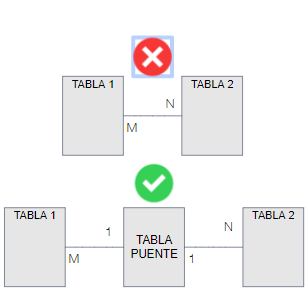 TABLA 1
TABLA 2
N
M
TABLA 1
TABLA 2
1
N
TABLA
PUENTE
M
1